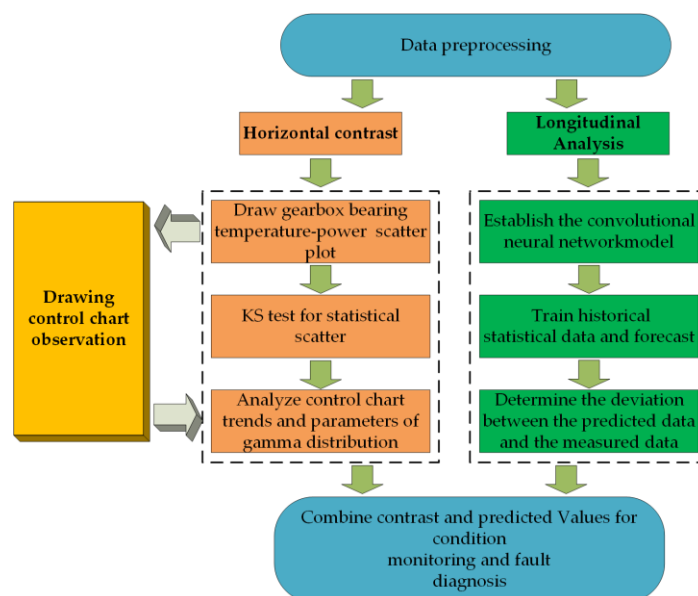 Data preprocessing
Horizontal contrast
Longitudinal
Analysis
Draw gearbox bearing
temperature-power scatter
plot
KS test for statistical
scatter
Analyze control chart
trends and parameters of
gamma distribution
Drawing
control chart
observation
Establish the convolutional
neural networkmodel
Train historical
statistical data and forecast
Determine the deviation
between the predicted data
and the measured data
Combine contrast and predicted Values for
condition
monitoring and fault
diagnosis